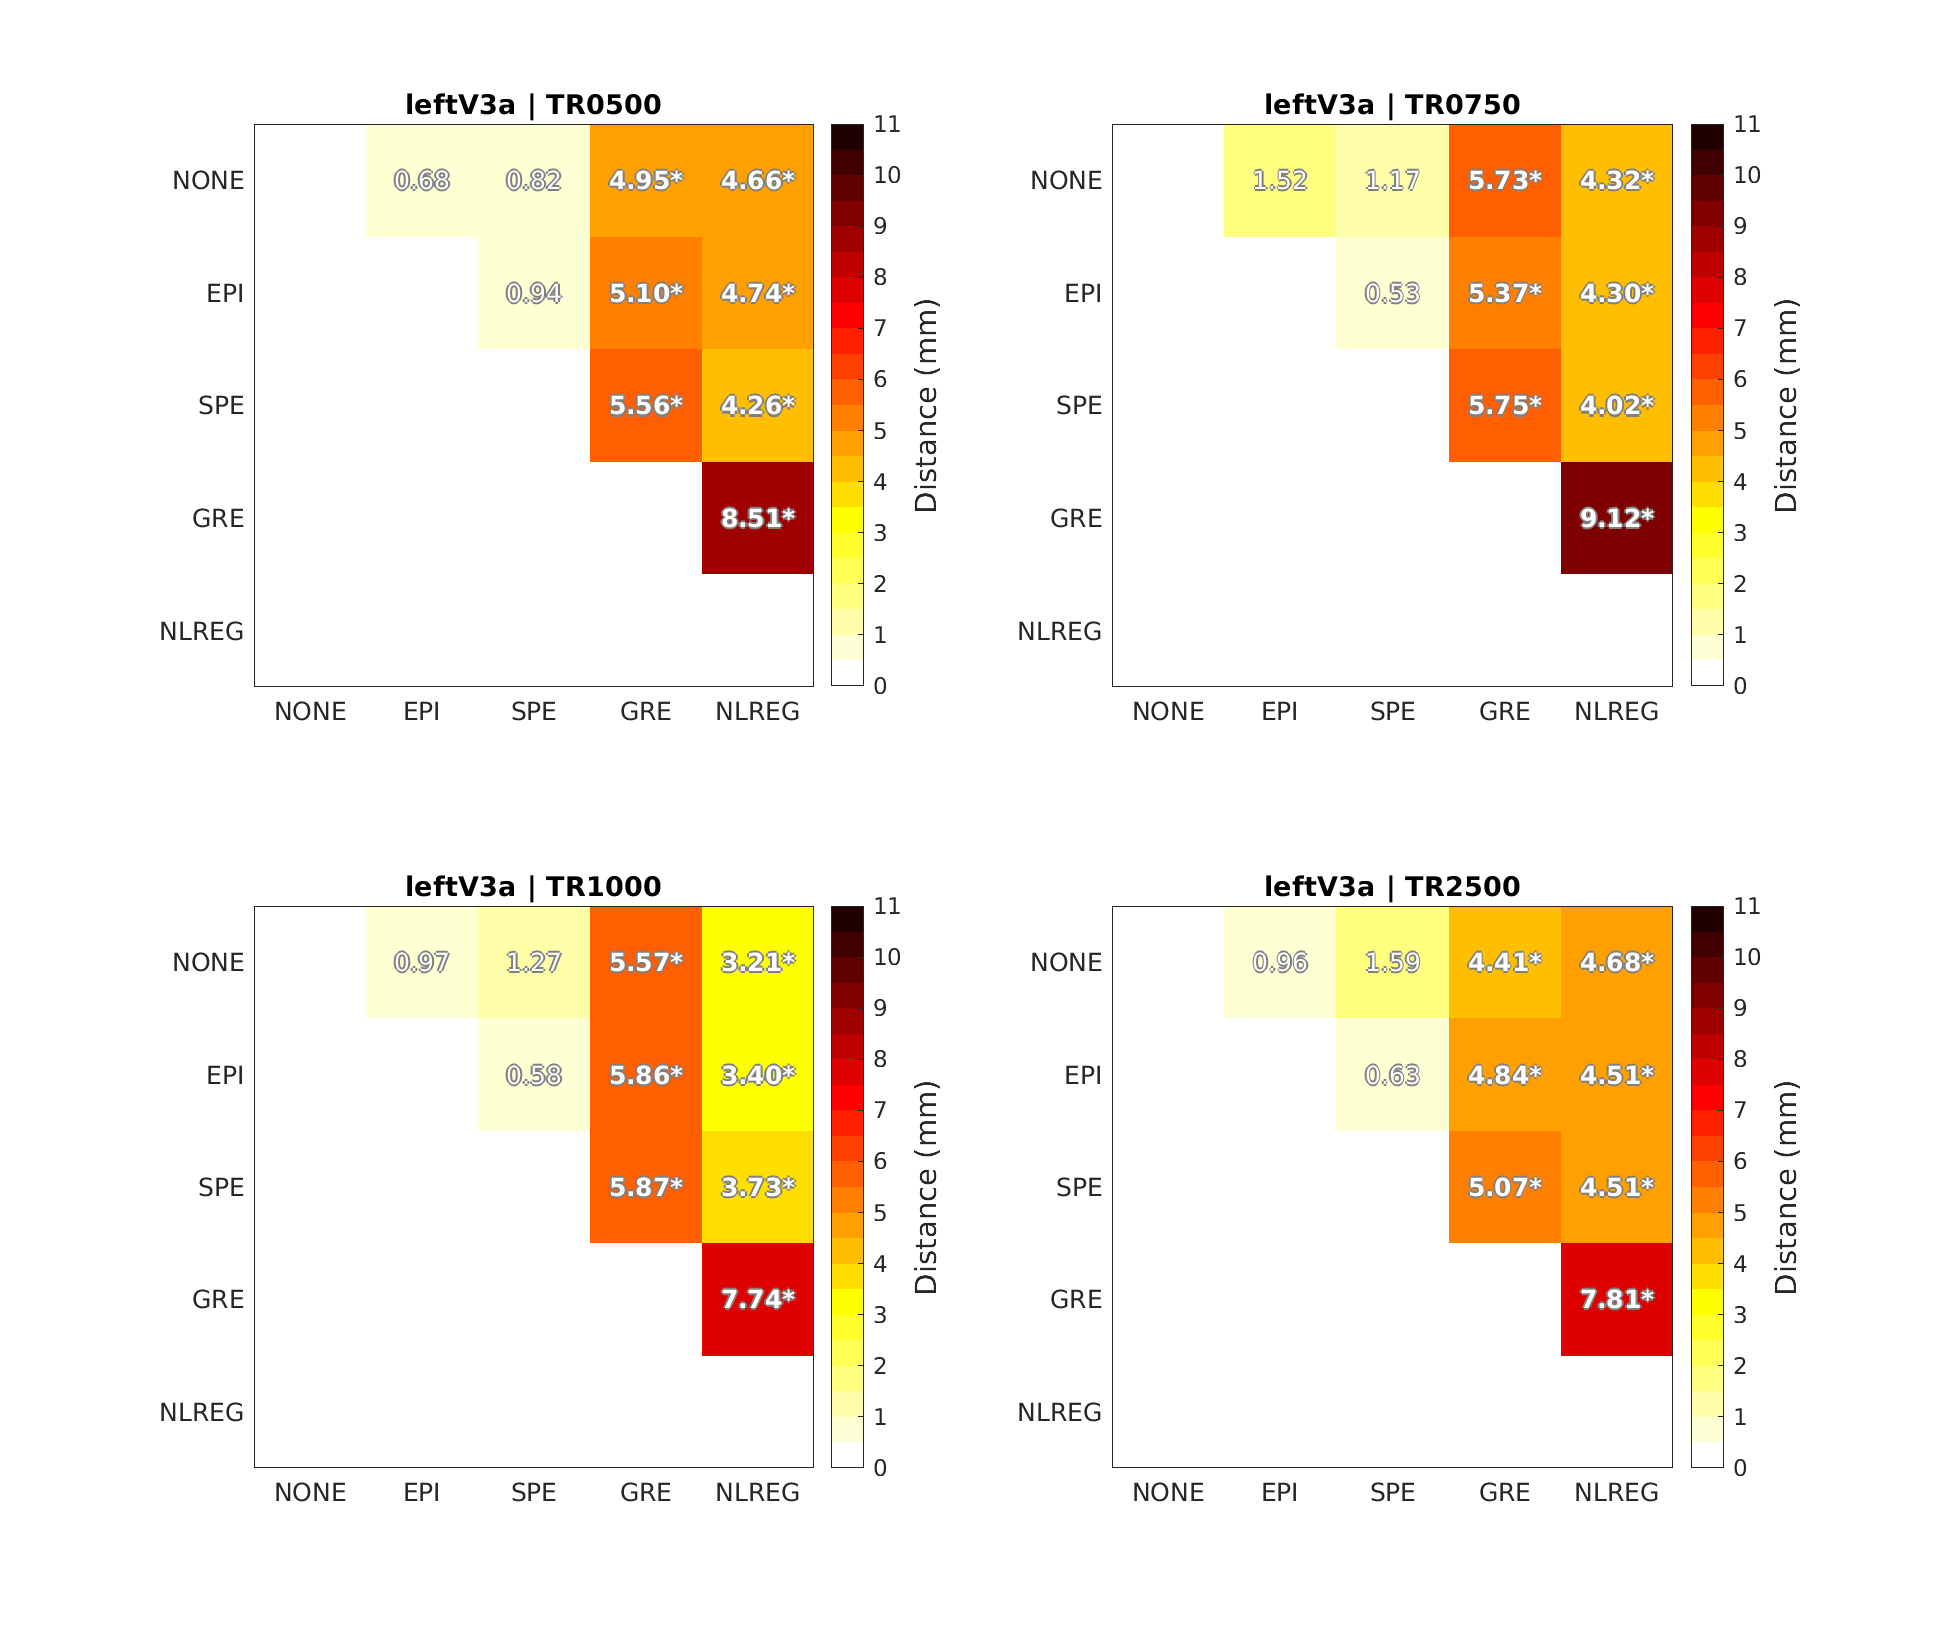 leftV3a | TR0500
NONE 0.68 0.82 4.95* 4.66*
EPI 0.94 5.10* 4.74*
SPE 5.56* 4.26*
GRE 8.51*
NLREG
NONE EPI SPE GRE NLREG
11
10
9
8
7
6
5
4
3
2
1
0
Distance (mm)
leftV3a | TR0750
NONE 1.52 1.17 5.73* 4.32*
EPI 0.53 5.37* 4.30*
SPE 5.75* 4.02*
GRE 9.12*
NLREG
NONE EPI SPE GRE NLREG
11
10
9
8
7
6
5
4
3
2
1
0
Distance (mm)
leftV3a | TR1000
NONE 0.97 1.27 5.57* 3.21*
EPI 0.58 5.86* 3.40*
SPE 5.87* 3.73*
GRE 7.74*
NLREG
NONE EPI SPE GRE NLREG
11
10
9
8
7
6
5
4
3
2
1
0
Distance (mm)
leftV3a | TR2500
NONE 0.96 1.59 4.41* 4.68*
EPI 0.63 4.84* 4.51*
SPE 5.07* 4.51*
GRE 7.81*
NLREG
NONE EPI SPE GRE NLREG
11
10
9
8
7
6
5
4
3
2
1
0
Distance (mm)